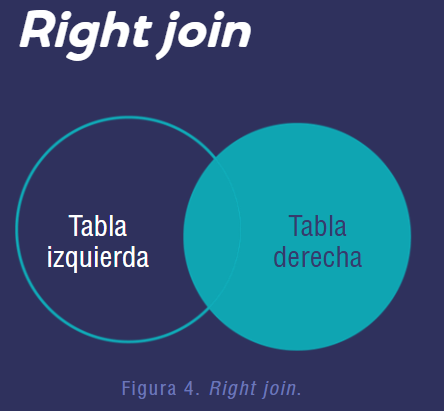 Right join
Tabla
izquierda
Tabla
derecha
Figura 4. Right join.